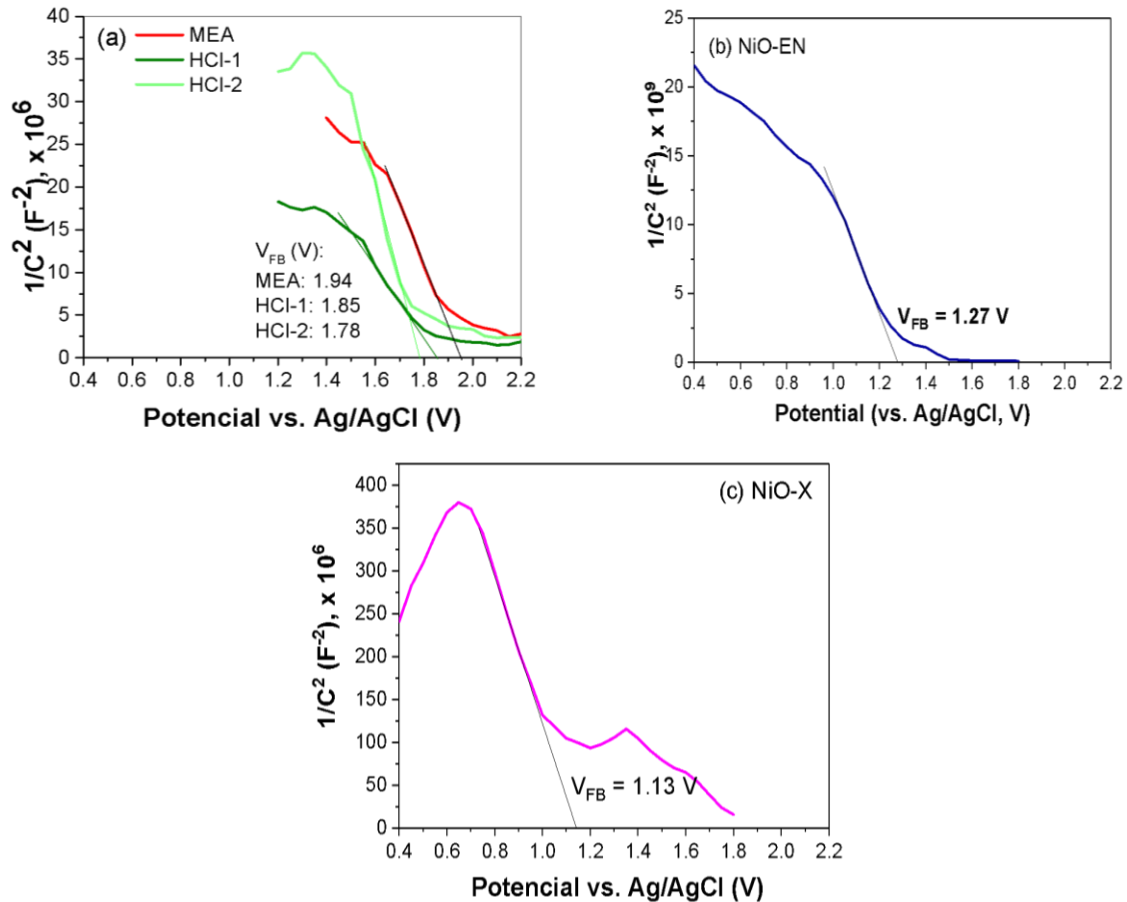 (a)
MEA
HCl-1
HCl-2
V_FB (V):
MEA: 1.94
HCl-1: 1.85
HCl-2: 1.78
40
35
30
25
20
15
10
5
0
0.4 0.6 0.8 1.0 1.2 1.4 1.6 1.8 2.0 2.2
1/C² (F⁻²), x 10⁶
Potencial vs. Ag/AgCl (V)
(b) NiO-EN
V_FB = 1.27 V
25
20
15
10
5
0
0.4 0.6 0.8 1.0 1.2 1.4 1.6 1.8 2.0 2.2
1/C² (F⁻²), x 10⁹
Potential (vs. Ag/AgCl, V)
(c) NiO-X
V_FB = 1.13 V
400
350
300
250
200
150
100
50
0
0.4 0.6 0.8 1.0 1.2 1.4 1.6 1.8 2.0 2.2
1/C² (F⁻²), x 10⁶
Potencial vs. Ag/AgCl (V)